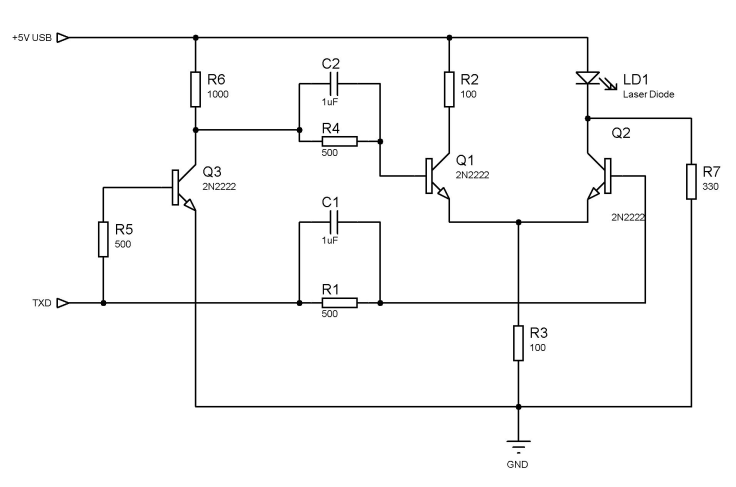 +5V USB
R6
1000
C2
1uF
R4
500
R2
100
LD1
Laser Diode
Q2
2N2222
Q3
2N2222
Q1
2N2222
R7
330
R5
500
C1
1uF
R1
500
TXD
R3
100
GND